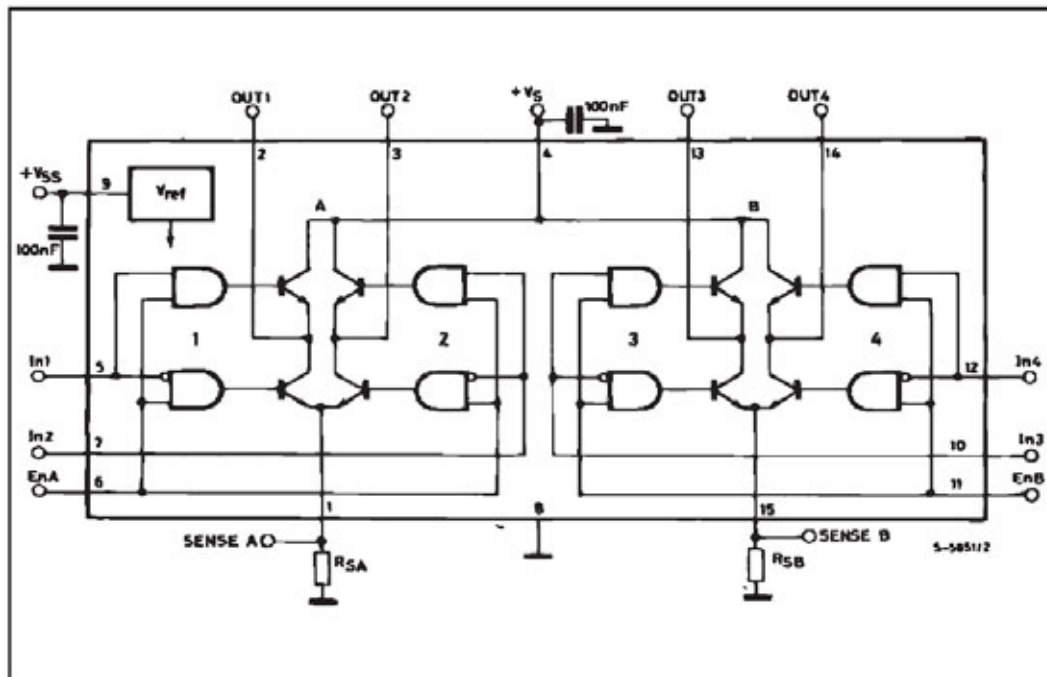 OUT1 OUT2 +VS 100nF OUT3 OUT4
2 3 4 13 14
+VSS 9 Vref
A B
100nF
1 2 3 4
In1 5 12 In4
In2 7 10 In3
EnA 6 11 EnB
1 8 15
SENSE A SENSE B
S-5851/2
RSA RSB